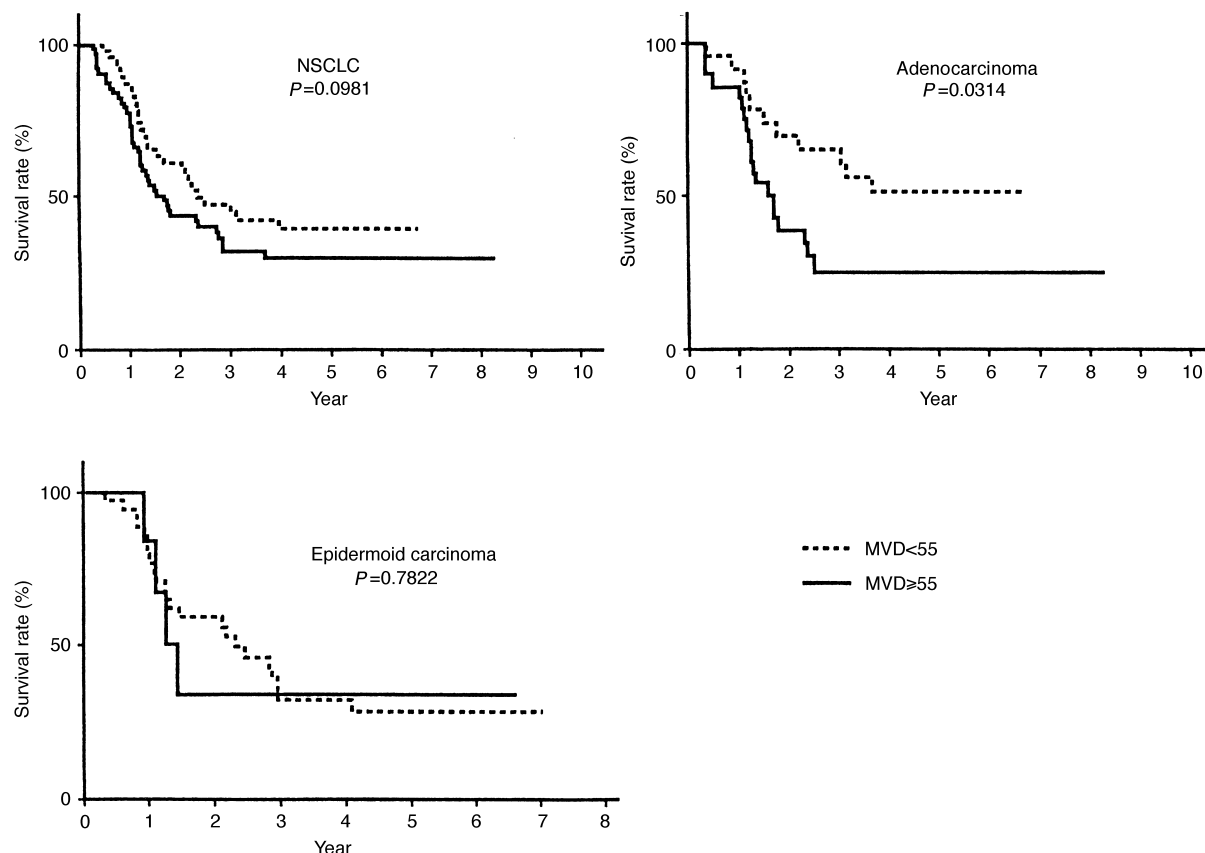 NSCLC
P=0.0981
Survival rate (%)
100
50
0
0 1 2 3 4 5 6 7 8 9 10
Year
Adenocarcinoma
P=0.0314
Suvival rate (%)
100
50
0
0 1 2 3 4 5 6 7 8 9 10
Year
Epidermoid carcinoma
P=0.7822
Survival rate (%)
100
50
0
0 1 2 3 4 5 6 7 8
Year
MVD<55
MVD⩾55